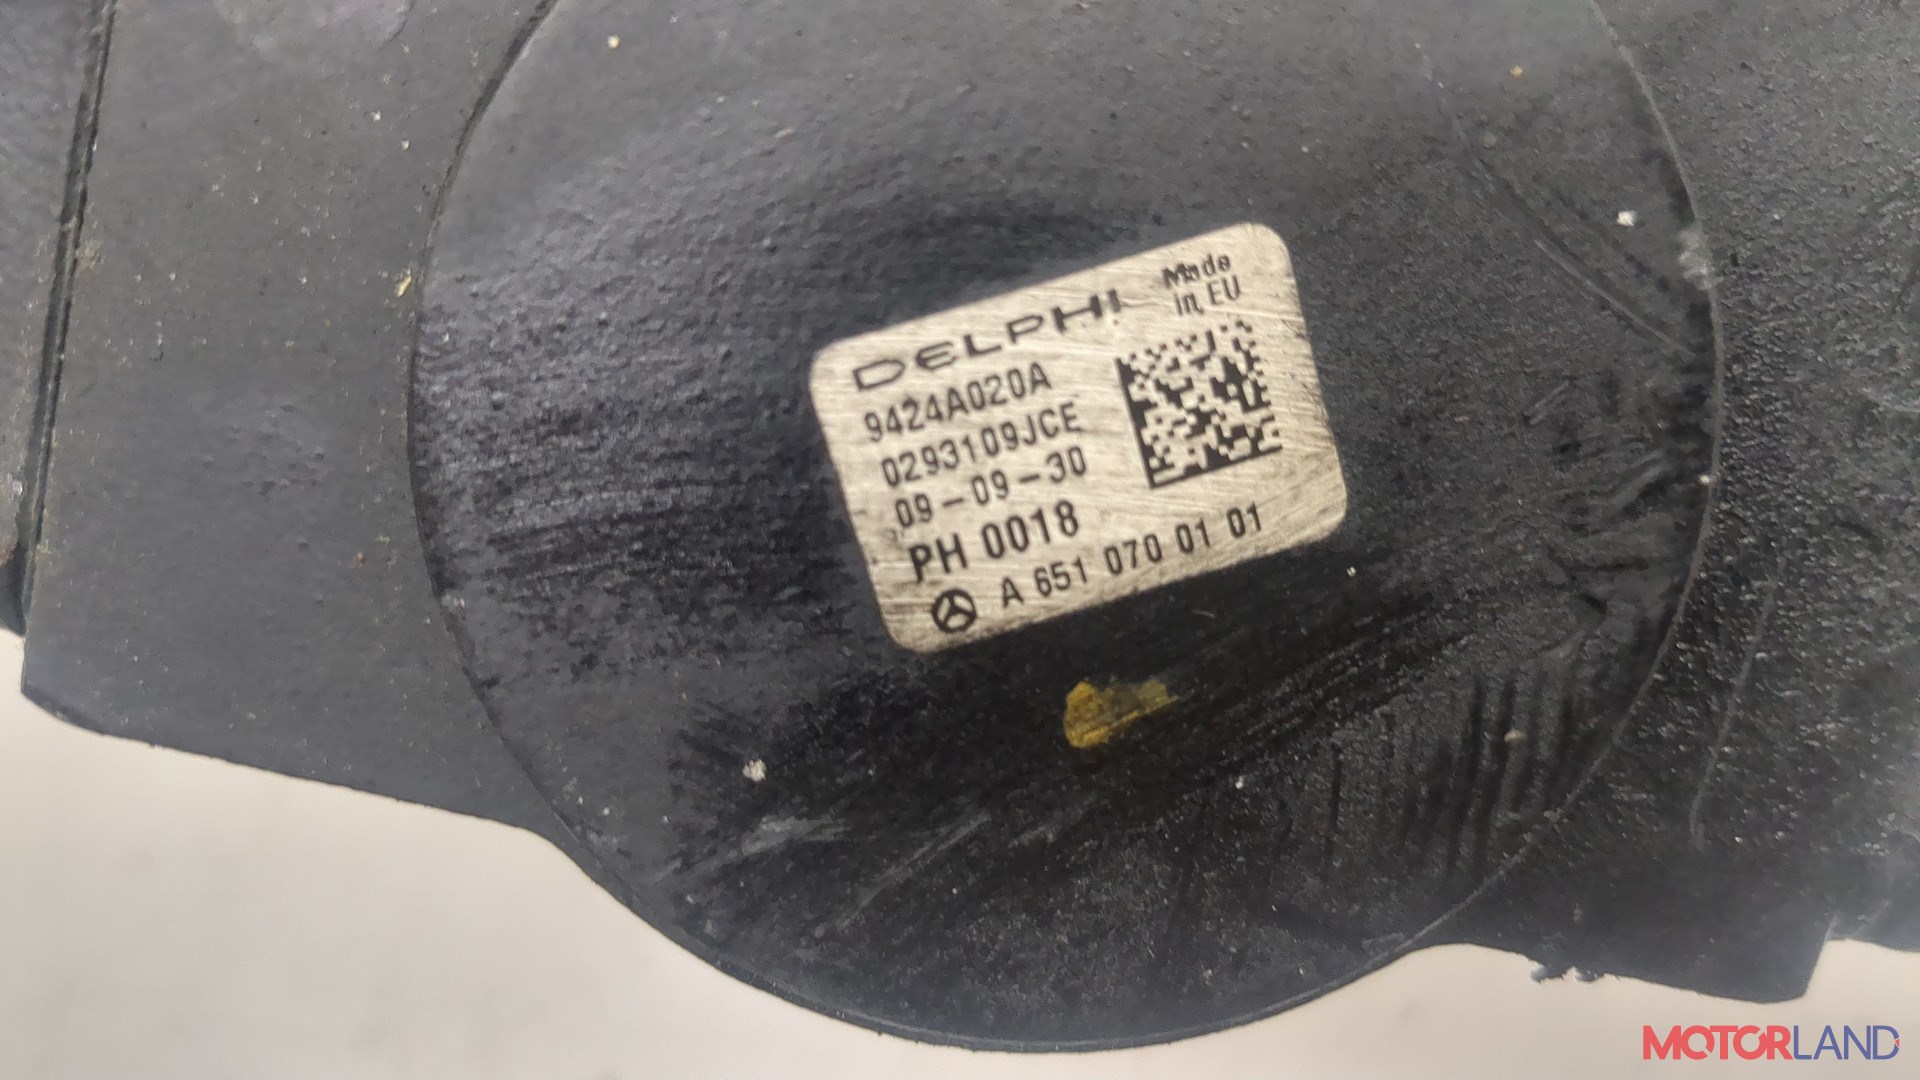 DELPHI
Made
in EU
9424A020A
0293109JCE
09-09-30
PH 0018
A 651 070 01 01
MOTORLAND